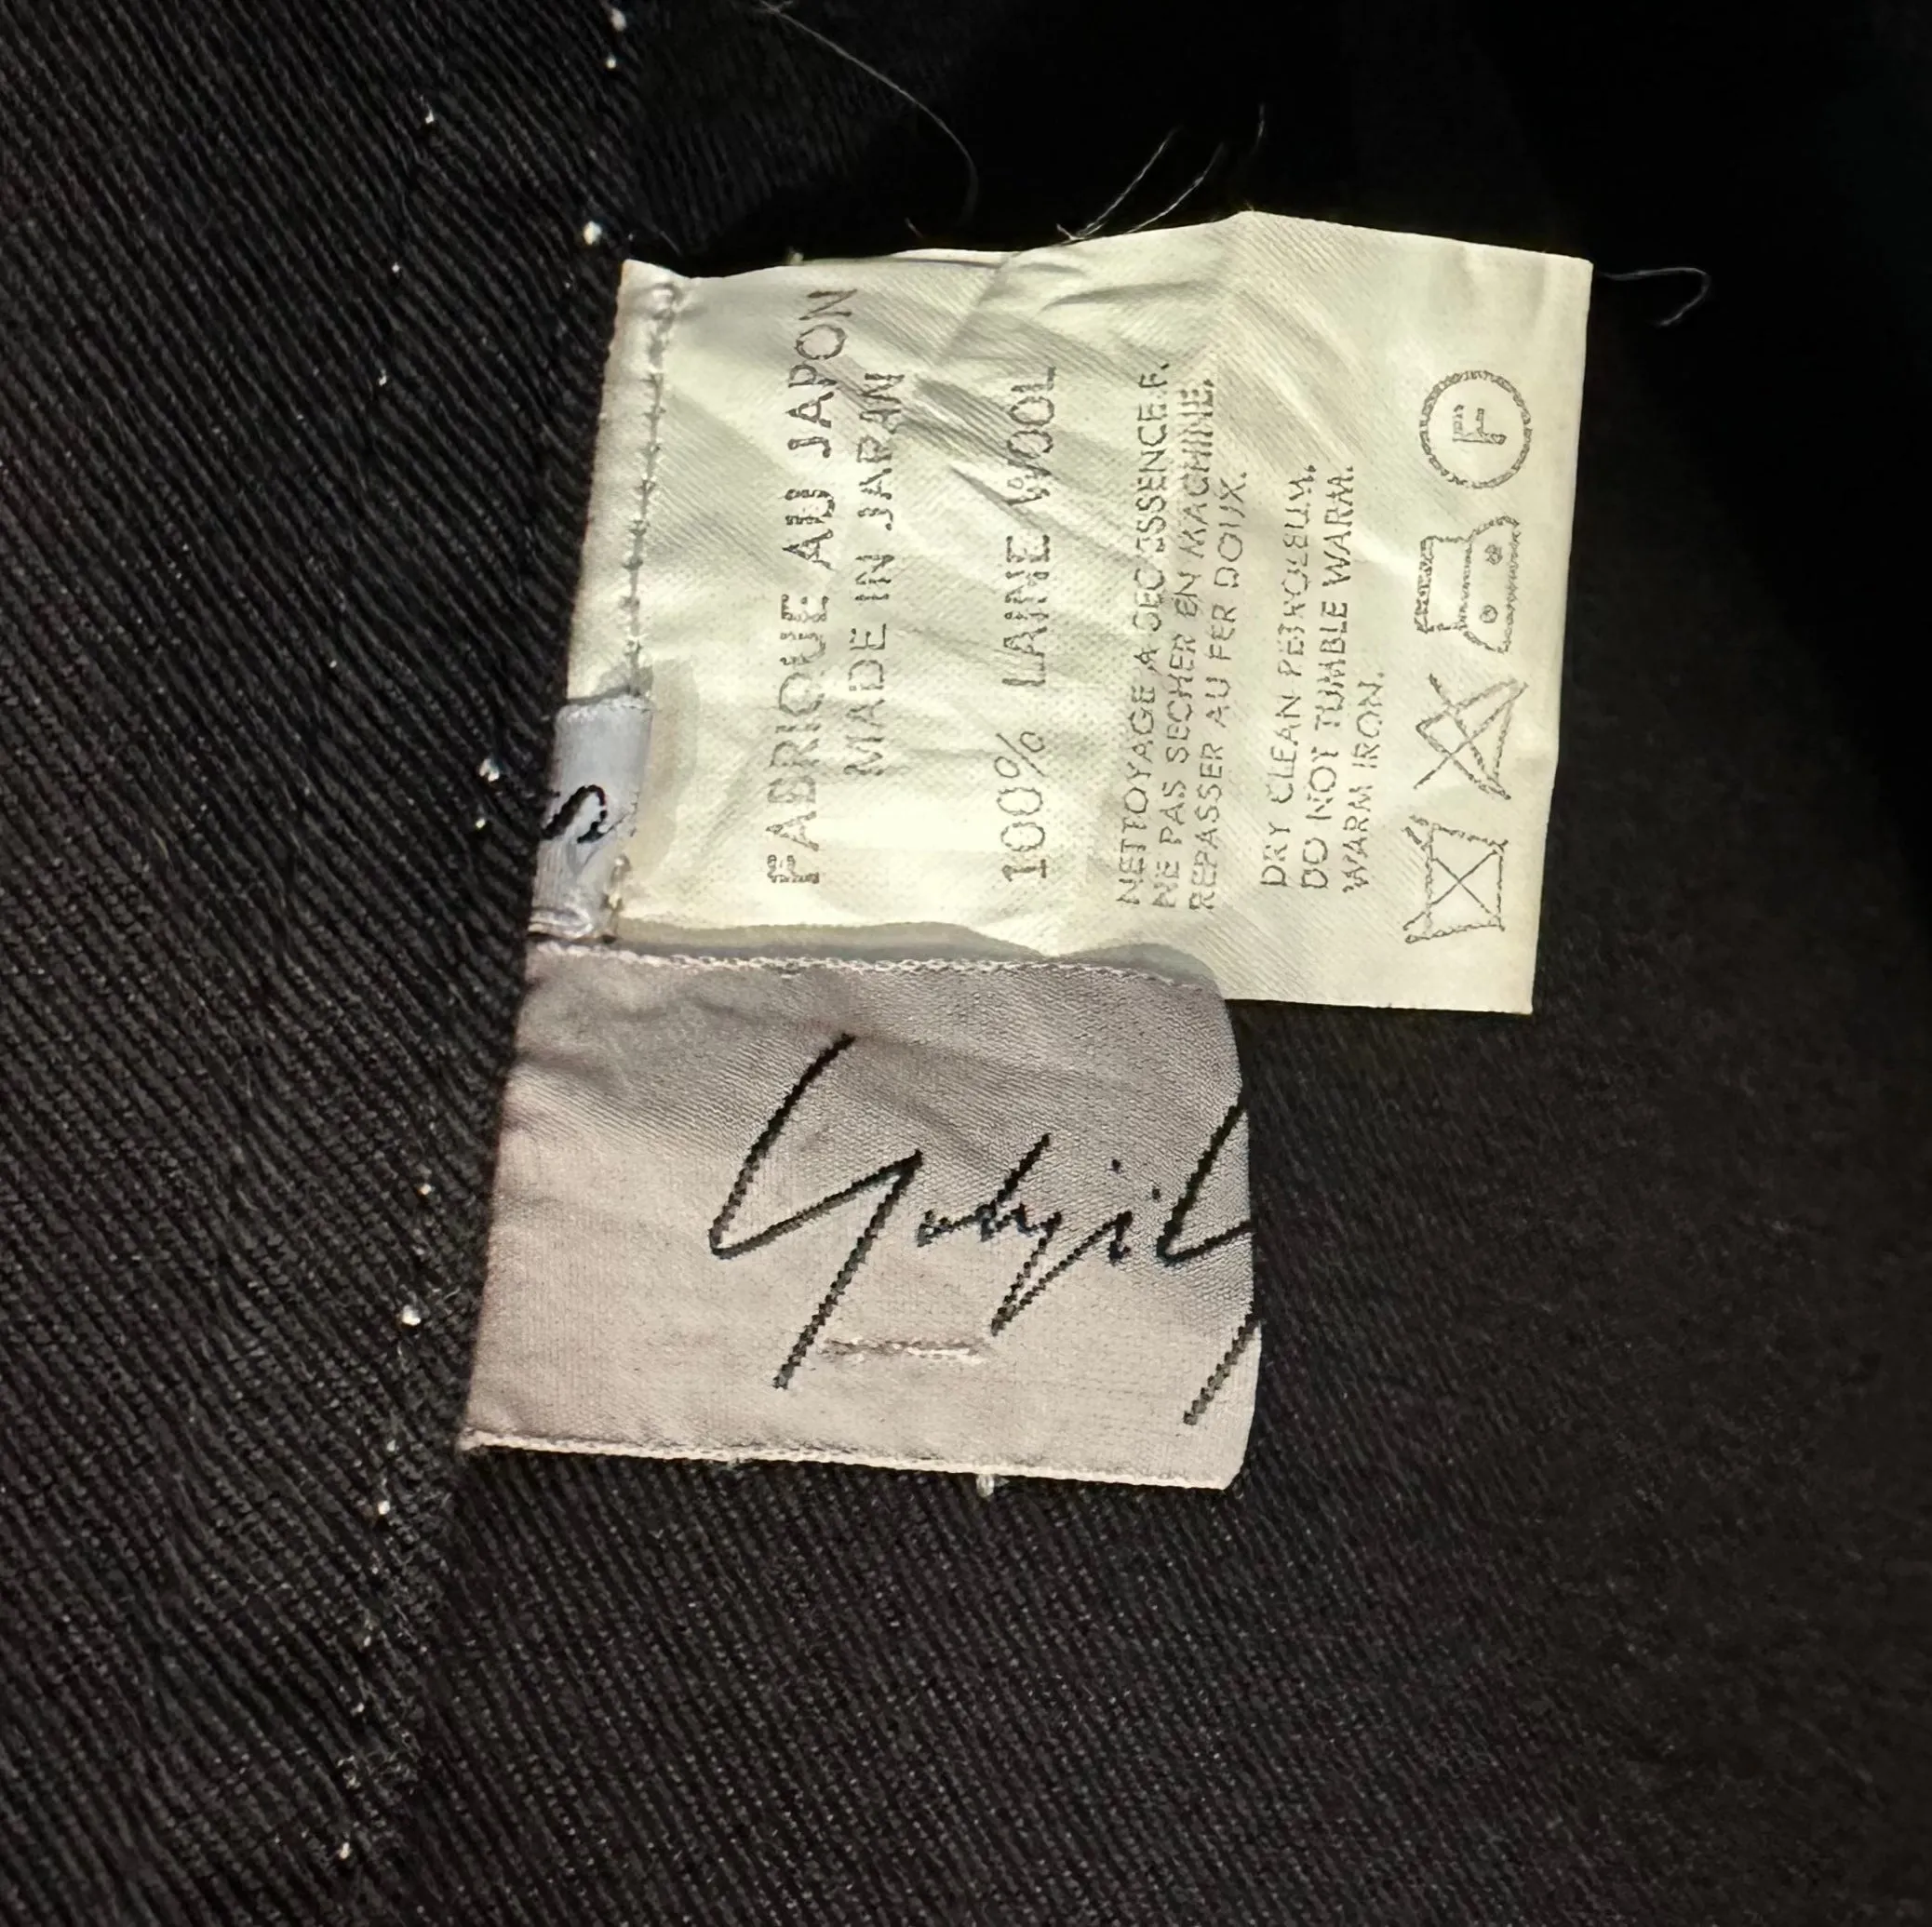 FABRIQUE AU JAPON
MADE IN JAPAN
100% LAINE WOOL
NETTOYAGE A SEC ESSENCE.F.
NE PAS SECHER EN MACHINE.
REPASSER AU FER DOUX.
DRY CLEAN PETROLEUM.
DO NOT TUMBLE WARM.
WARM IRON.
F
S
Yohji Y